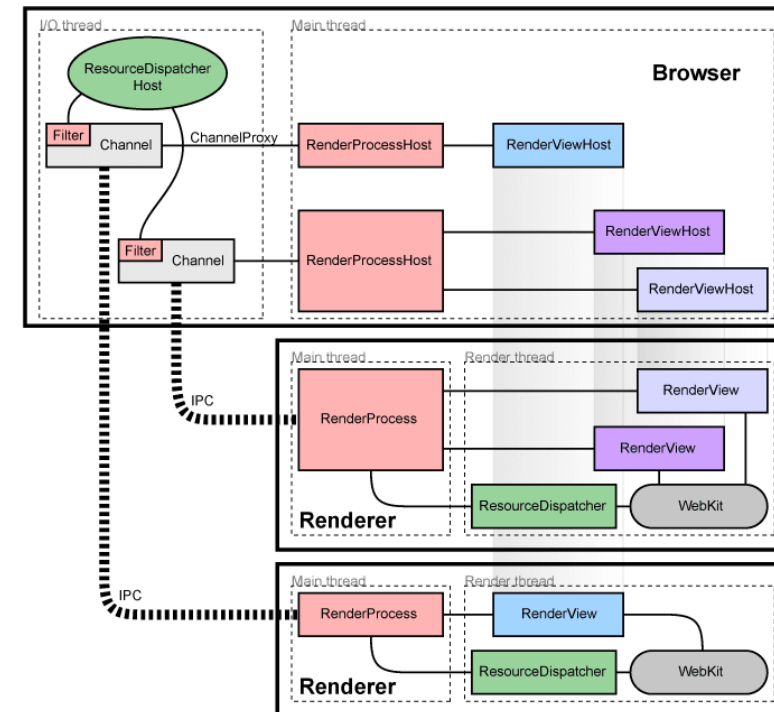 I/O thread
Main thread
ResourceDispatcher
Host
Browser
Filter
Channel
ChannelProxy
RenderProcessHost
RenderViewHost
Filter
Channel
RenderProcessHost
RenderViewHost
RenderViewHost
Main thread
Render thread
IPC
RenderProcess
RenderView
RenderView
ResourceDispatcher
WebKit
Renderer
Main thread
Render thread
IPC
RenderProcess
RenderView
ResourceDispatcher
WebKit
Renderer